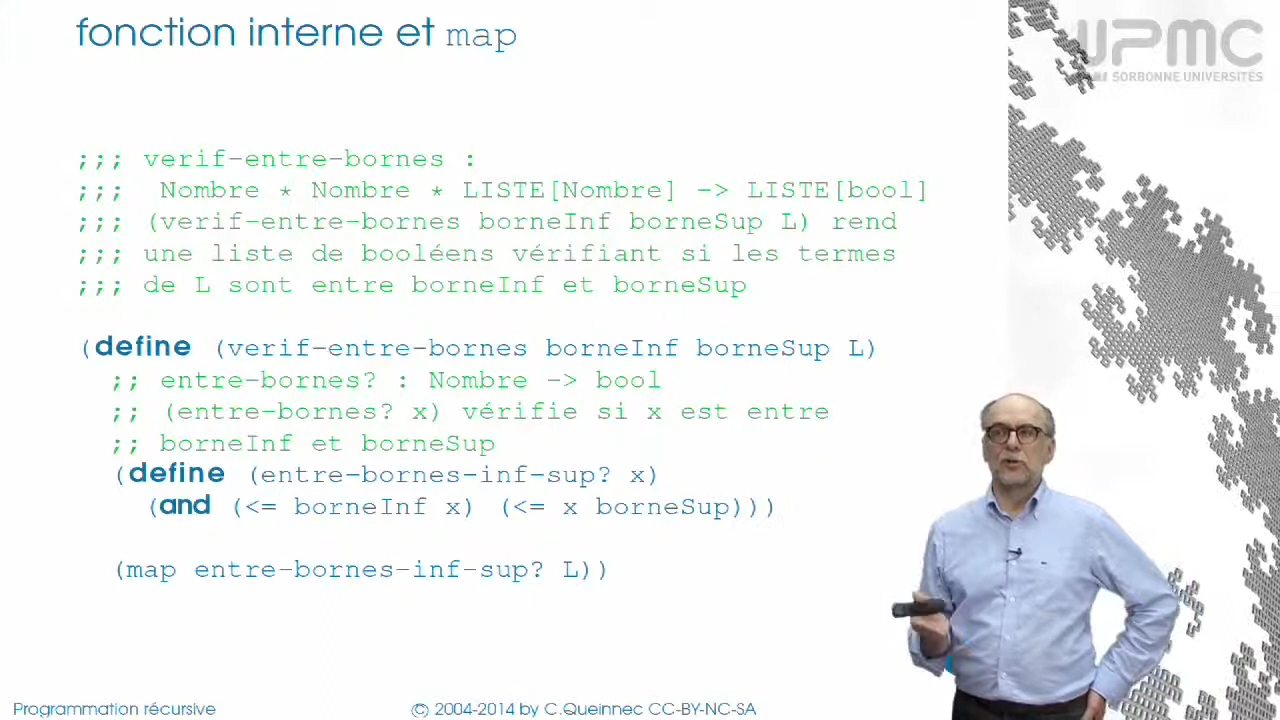 fonction interne et map
UPMC
SORBONNE UNIVERSITÉS
;;; verif-entre-bornes :
;;;  Nombre * Nombre * LISTE[Nombre] -> LISTE[bool]
;;; (verif-entre-bornes borneInf borneSup L) rend
;;; une liste de booléens vérifiant si les termes
;;; de L sont entre borneInf et borneSup
(define (verif-entre-bornes borneInf borneSup L)
;; entre-bornes? : Nombre -> bool
;; (entre-bornes? x) vérifie si x est entre
;; borneInf et borneSup
(define (entre-bornes-inf-sup? x)
(and (<= borneInf x) (<= x borneSup)))
(map entre-bornes-inf-sup? L))
Programmation récursive
© 2004-2014 by C.Queinnec CC-BY-NC-SA